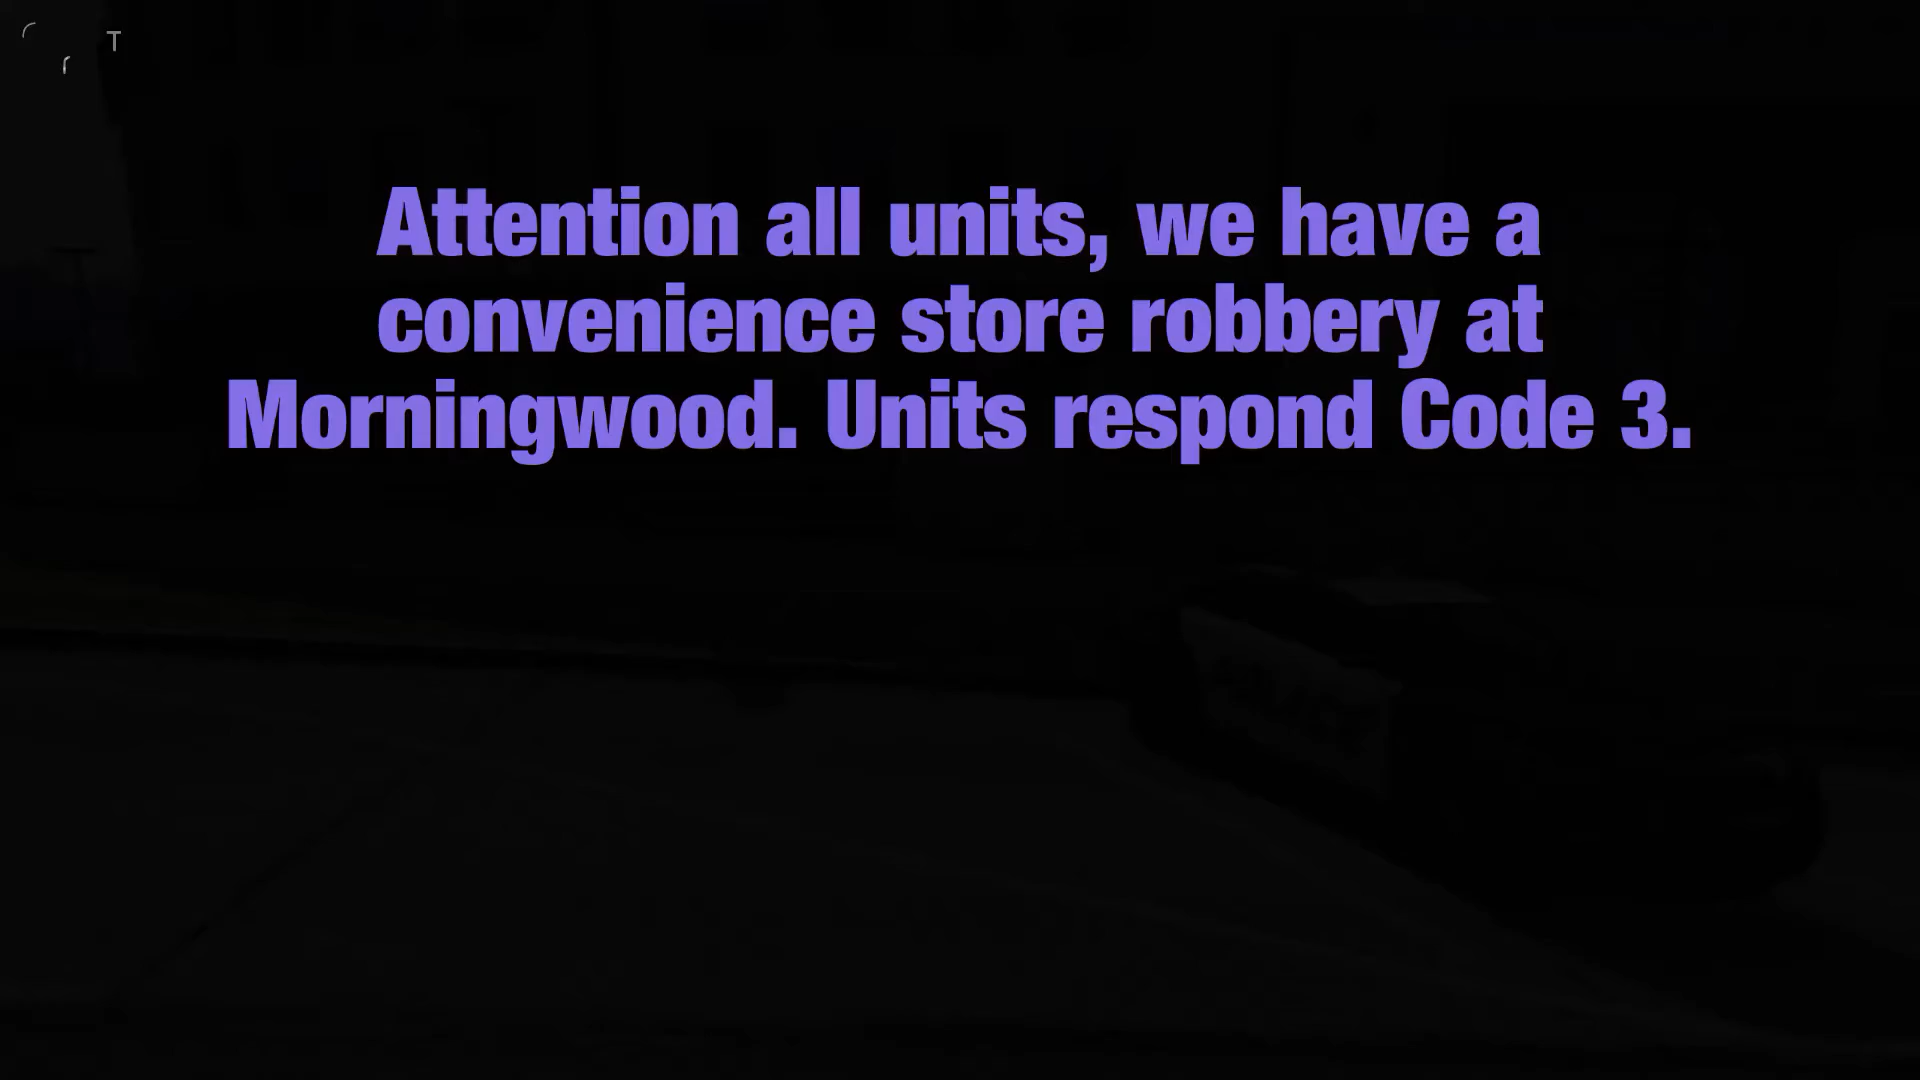 T
Attention all units, we have a
convenience store robbery at
Morningwood. Units respond Code 3.